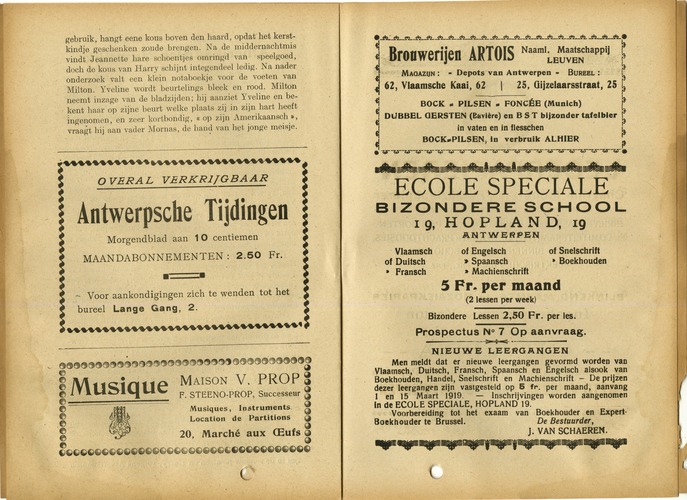 gebruik, hangt eene kous boven den haard, opdat het kerst-
kindje geschenken zoude brengen. Na de middernachtmis
vindt Jeannette hare schoentjes omringd van speelgoed,
doch de kous van Harry schijnt integendeel ledig. Na nader
onderzoek valt een klein notaboekje voor de voeten van
Milton. Yveline wordt beurtelings bleek en rood. Milton
neemt inzage van de bladzijden; hij aanziet Yveline en be-
kent haar op zijne beurt welke plaats zij in zijn hart heeft
ingenomen, en zeer kortbondig, « op zijn Amerikaansch »,
vraagt hij aan vader Mornas, de hand van het jonge meisje.
OVERAL VERKRIJGBAAR
Antwerpsche Tijdingen
Morgendblad aan 10 centiemen
MAANDABONNEMENTEN : 2.50 Fr.
Voor aankondigingen zich te wenden tot het
bureel Lange Gang, 2.
Musique MAISON V. PROP
F. STEENO-PROP, Successeur
Musiques, Instruments
Location de Partitions
20, Marché aux Œufs
Brouwerijen ARTOIS Naaml. Maatschappij
LEUVEN
MAGAZIJN : - Depots van Antwerpen - BUREEL :
62, Vlaamsche Kaai, 62 | 25, Gijzelaarsstraat, 25
BOCK - PILSEN - FONCÉE (Munich)
DUBBEL GERSTEN (Bavière) en B S T bijzonder tafelbier
in vaten en in flesschen
BOCK-PILSEN, in verbruik ALHIER
ECOLE SPECIALE
BIZONDERE SCHOOL
19, HOPLAND, 19
ANTWERPEN
Vlaamsch of Engelsch of Snelschrift
of Duitsch » Spaansch » Boekhouden
» Fransch » Machienschrift
5 Fr. per maand
(2 lessen per week)
Bizondere Lessen 2,50 Fr. per les.
Prospectus Nº 7 Op aanvraag.
NIEUWE LEERGANGEN
Men meldt dat er nieuwe leergangen gevormd worden van
Vlaamsch, Duitsch, Fransch, Spaansch en Engelsch alsook van
Boekhouden, Handel, Snelschrift en Machienschrift — De prijzen
dezer leergangen zijn vastgesteld op 5 fr. per maand, aanvang
1 en 15 Maart 1919 — Inschrijvingen worden aangenomen
in de ECOLE SPECIALE, HOPLAND 19.
Voorbereiding tot het exaam van Boekhouder en Expert-
Boekhouder te Brussel. De Bestuurder,
J. VAN SCHAEREN.